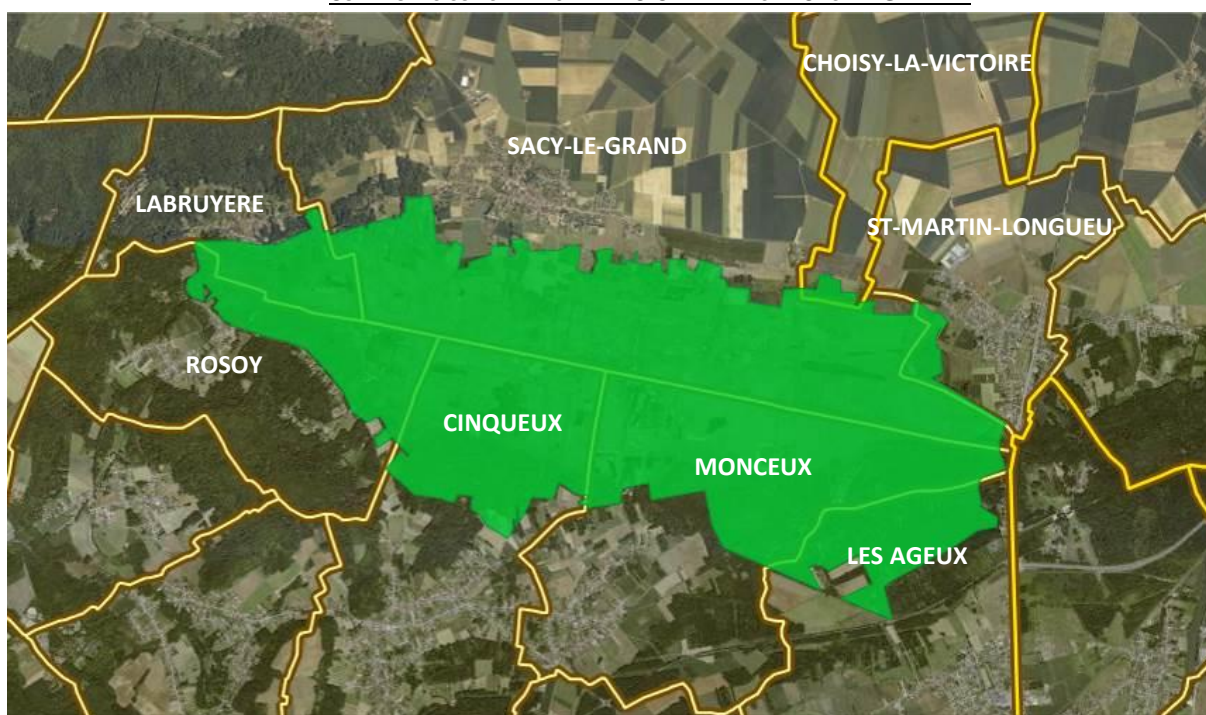 CHOISY-LA-VICTOIRE
SACY-LE-GRAND
LABRUYERE
ST-MARTIN-LONGUEU
ROSOY
CINQUEUX
MONCEUX
LES AGEUX